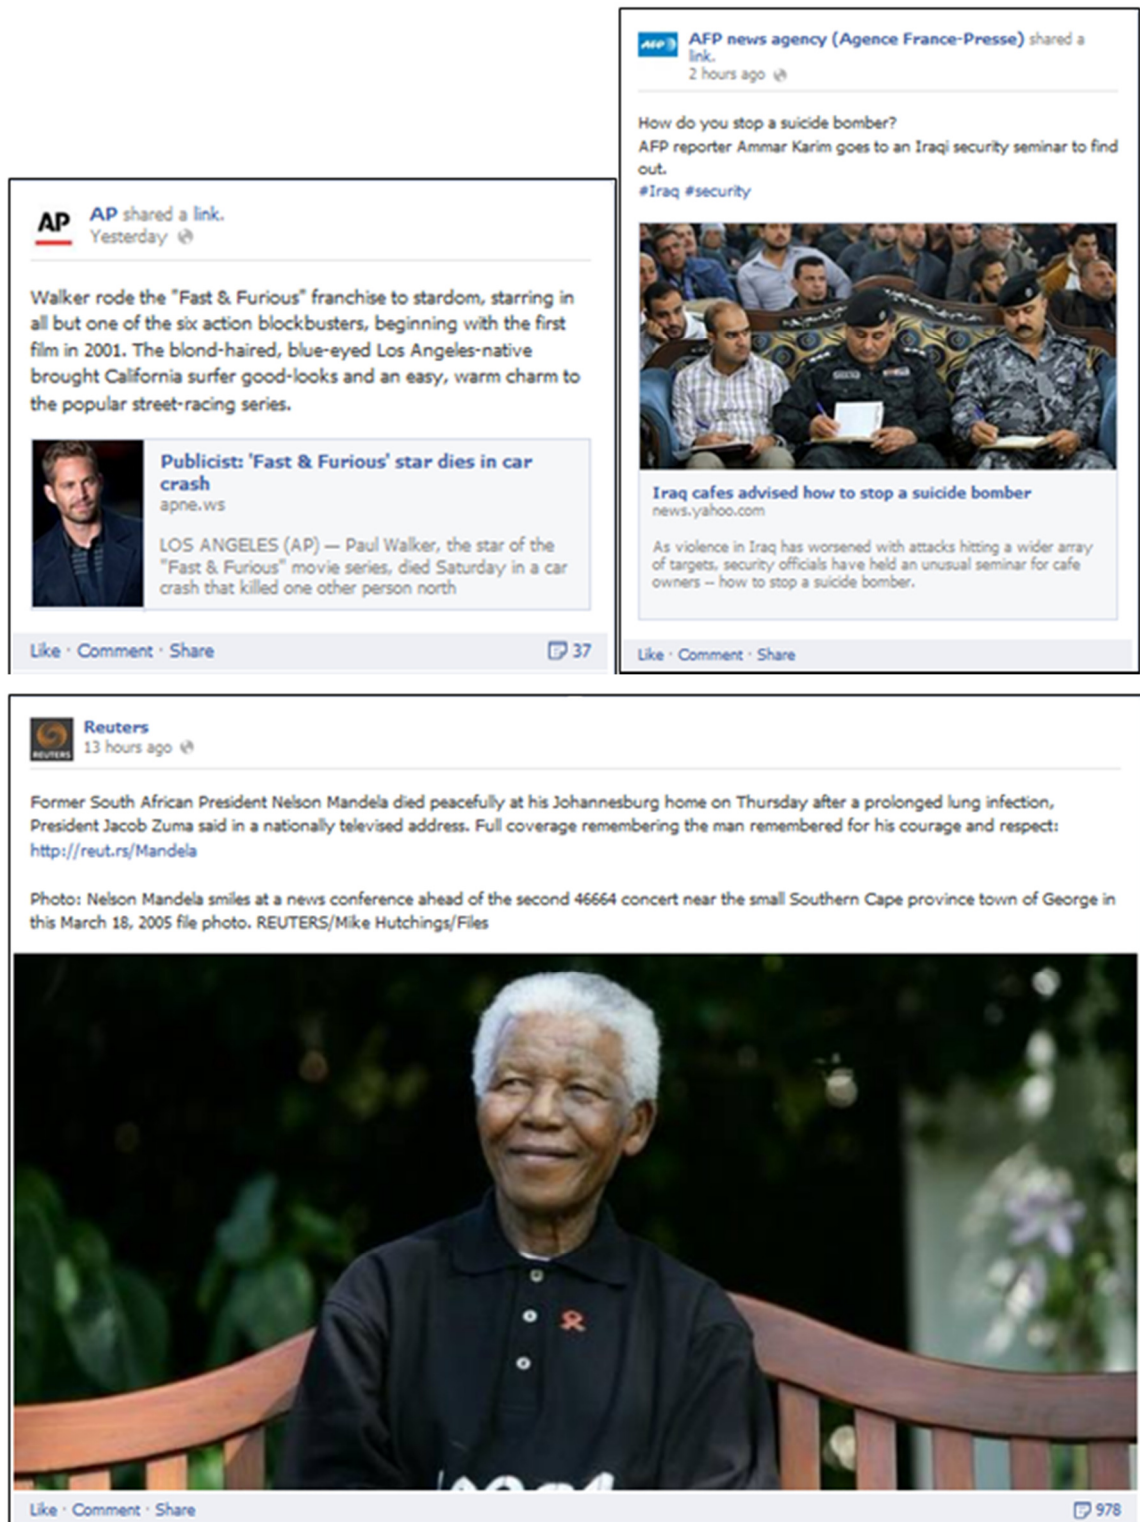 AP
AP shared a link.
Yesterday
Walker rode the "Fast & Furious" franchise to stardom, starring in
all but one of the six action blockbusters, beginning with the first
film in 2001. The blond-haired, blue-eyed Los Angeles-native
brought California surfer good-looks and an easy, warm charm to
the popular street-racing series.
Publicist: 'Fast & Furious' star dies in car
crash
apne.ws
LOS ANGELES (AP) — Paul Walker, the star of the
"Fast & Furious" movie series, died Saturday in a car
crash that killed one other person north
Like · Comment · Share
37
AFP
AFP news agency (Agence France-Presse) shared a
link.
2 hours ago
How do you stop a suicide bomber?
AFP reporter Ammar Karim goes to an Iraqi security seminar to find
out.
#Iraq #security
Iraq cafes advised how to stop a suicide bomber
news.yahoo.com
As violence in Iraq has worsened with attacks hitting a wider array
of targets, security officials have held an unusual seminar for cafe
owners -- how to stop a suicide bomber.
Like · Comment · Share
REUTERS
Reuters
13 hours ago
Former South African President Nelson Mandela died peacefully at his Johannesburg home on Thursday after a prolonged lung infection,
President Jacob Zuma said in a nationally televised address. Full coverage remembering the man remembered for his courage and respect:
http://reut.rs/Mandela
Photo: Nelson Mandela smiles at a news conference ahead of the second 46664 concert near the small Southern Cape province town of George in
this March 18, 2005 file photo. REUTERS/Mike Hutchings/Files
Like · Comment · Share
978